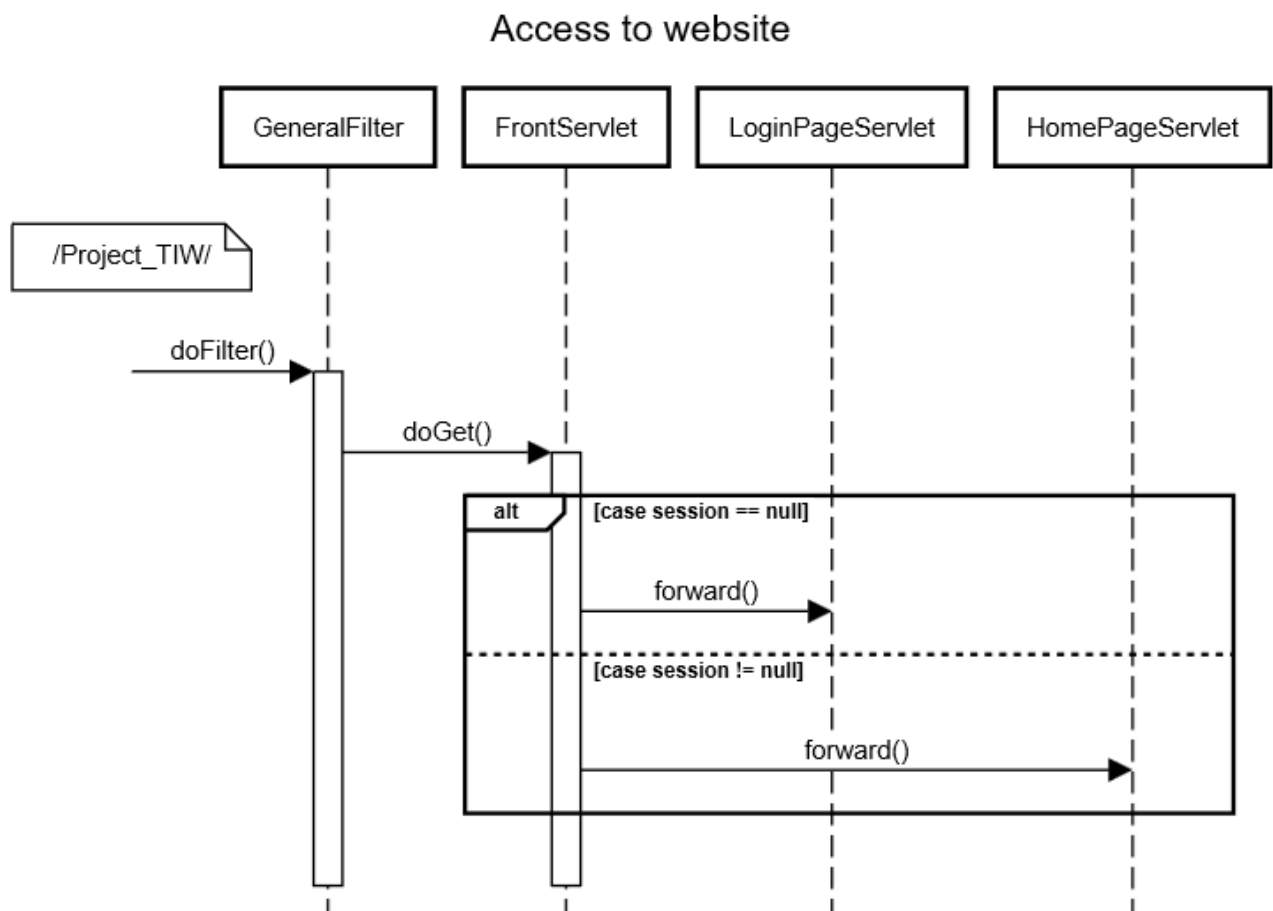 Access to website
GeneralFilter
FrontServlet
LoginPageServlet
HomePageServlet
/Project_TIW/
doFilter()
doGet()
alt
[case session == null]
forward()
[case session != null]
forward()